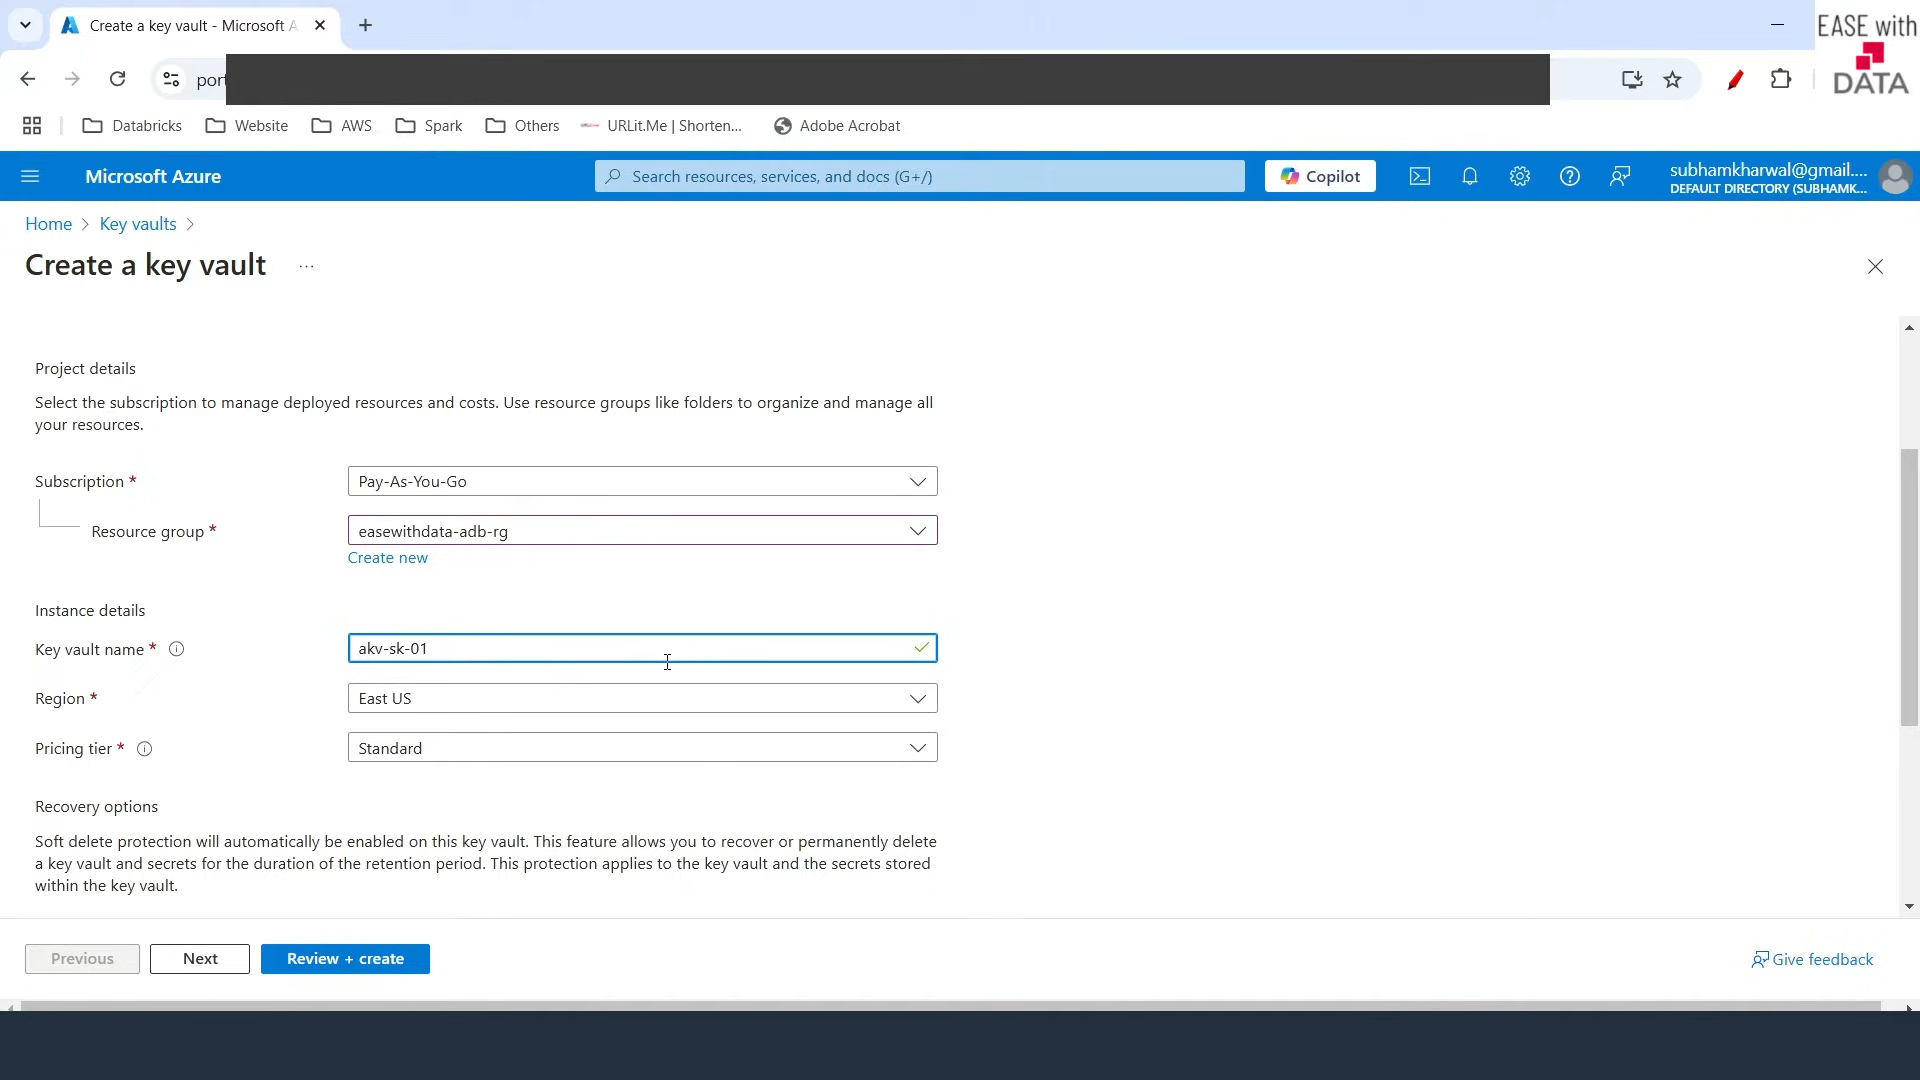 Create a key vault - Microsoft A
EASE with
DATA
port
Databricks
Website
AWS
Spark
Others
URLit.Me | Shorten...
Adobe Acrobat
Microsoft Azure
Search resources, services, and docs (G+/)
Copilot
subhamkharwal@gmail....
DEFAULT DIRECTORY (SUBHAMK...
Home > Key vaults >
Create a key vault ...
Project details
Select the subscription to manage deployed resources and costs. Use resource groups like folders to organize and manage all
your resources.
Subscription * Pay-As-You-Go
Resource group * easewithdata-adb-rg
Create new
Instance details
Key vault name * akv-sk-01
Region * East US
Pricing tier * Standard
Recovery options
Soft delete protection will automatically be enabled on this key vault. This feature allows you to recover or permanently delete
a key vault and secrets for the duration of the retention period. This protection applies to the key vault and the secrets stored
within the key vault.
Previous
Next
Review + create
Give feedback